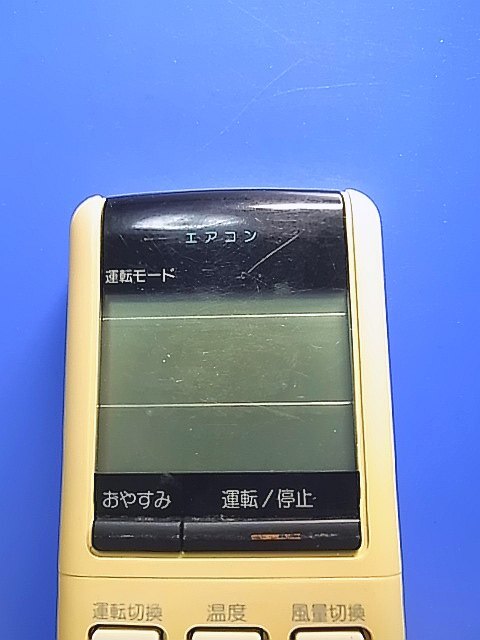 エアコン
運転モード
おやすみ 運転/停止
運転切換 温度 風量切換